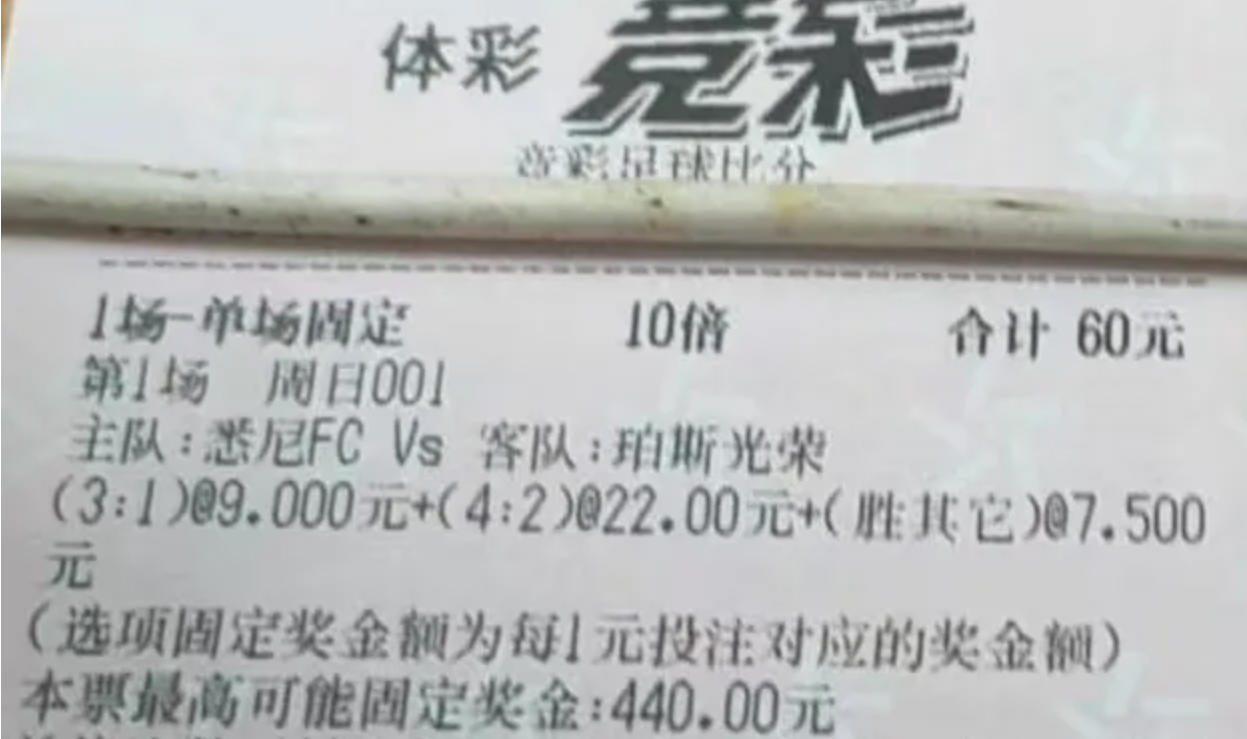 体彩 竞彩
竞彩足球比分
1场-单场固定 10倍 合计 60元
第1场 周日001
主队:悉尼FC Vs 客队:珀斯光荣
(3:1)@9.000元+(4:2)@22.00元+(胜其它)@7.500
元
(选项固定奖金额为每1元投注对应的奖金额)
本票最高可能固定奖金:440.00元